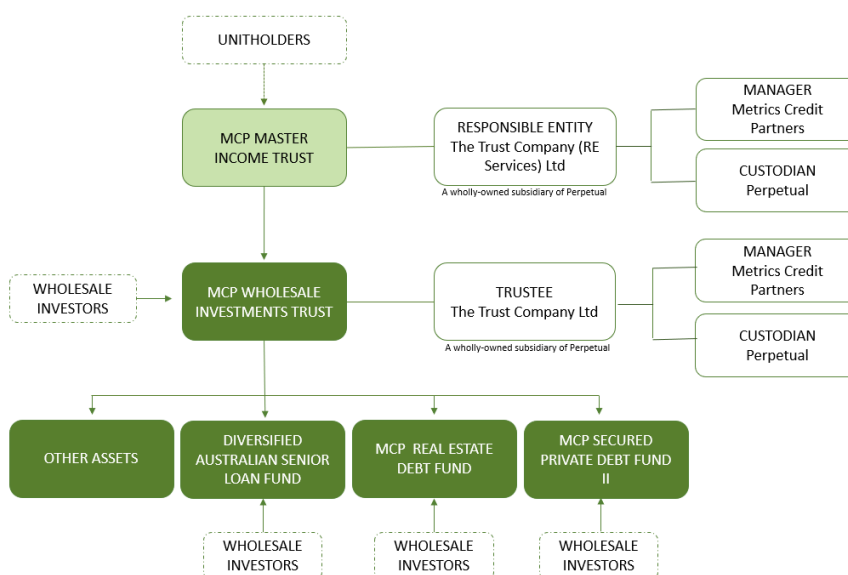 UNITHOLDERS
MCP MASTER
INCOME TRUST
RESPONSIBLE ENTITY
The Trust Company (RE
Services) Ltd
A wholly-owned subsidiary of Perpetual
MANAGER
Metrics Credit
Partners
CUSTODIAN
Perpetual
WHOLESALE
INVESTORS
MCP WHOLESALE
INVESTMENTS TRUST
TRUSTEE
The Trust Company Ltd
A wholly-owned subsidiary of Perpetual
MANAGER
Metrics Credit
Partners
CUSTODIAN
Perpetual
OTHER ASSETS
DIVERSIFIED
AUSTRALIAN SENIOR
LOAN FUND
MCP REAL ESTATE
DEBT FUND
MCP SECURED
PRIVATE DEBT FUND
II
WHOLESALE
INVESTORS
WHOLESALE
INVESTORS
WHOLESALE
INVESTORS